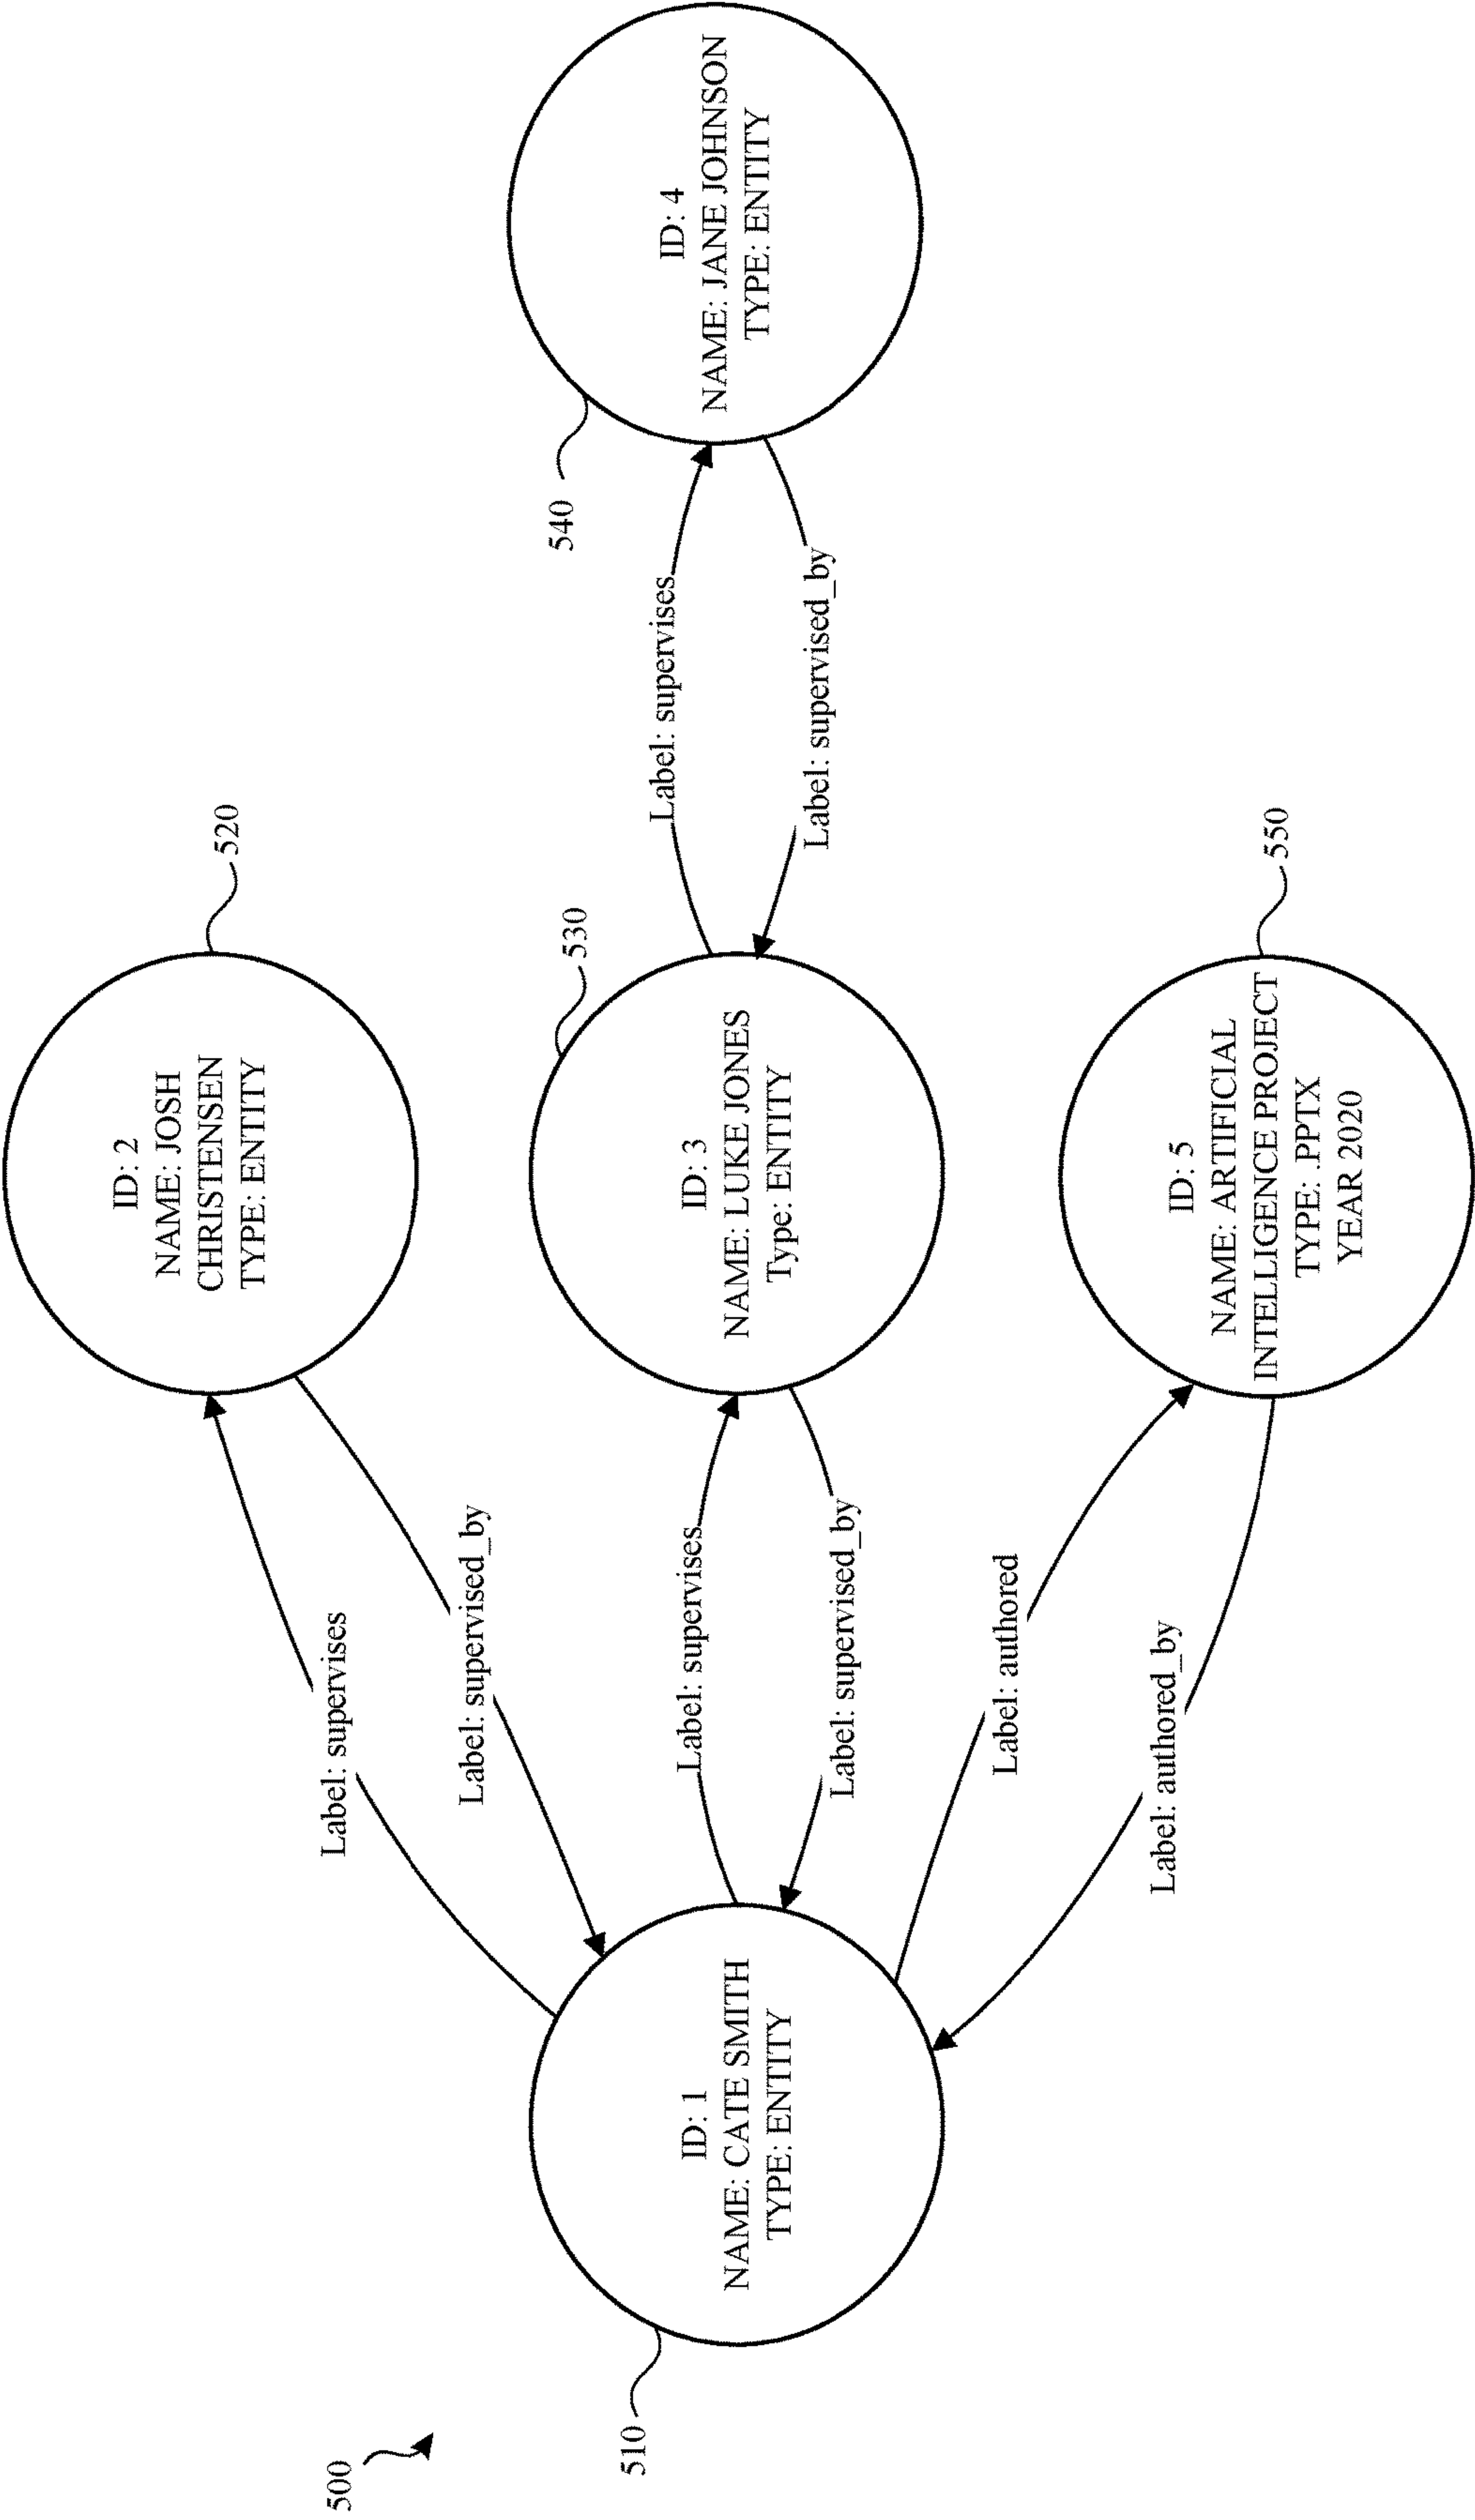 500
510
ID: 1
NAME: CATE SMITH
TYPE: ENTITY
Label: supervises
Label: supervised_by
Label: supervises
Label: supervised_by
Label: authored
Label: authored_by
520
ID: 2
NAME: JOSH
CHRISTENSEN
TYPE: ENTITY
530
ID: 3
NAME: LUKE JONES
Type: ENTITY
550
ID: 5
NAME: ARTIFICIAL
INTELLIGENCE PROJECT
TYPE: .PPTX
YEAR 2020
Label: supervises
Label: supervised_by
540
ID: 4
NAME: JANE JOHNSON
TYPE: ENTITY